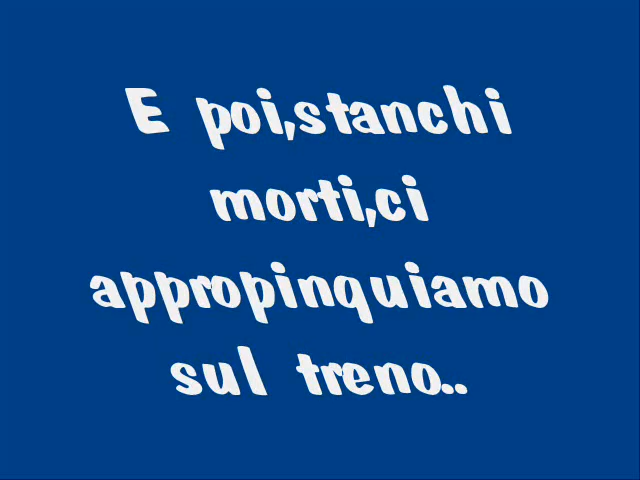 E poi,stanchi
morti,ci
appropinquiamo
sul treno..